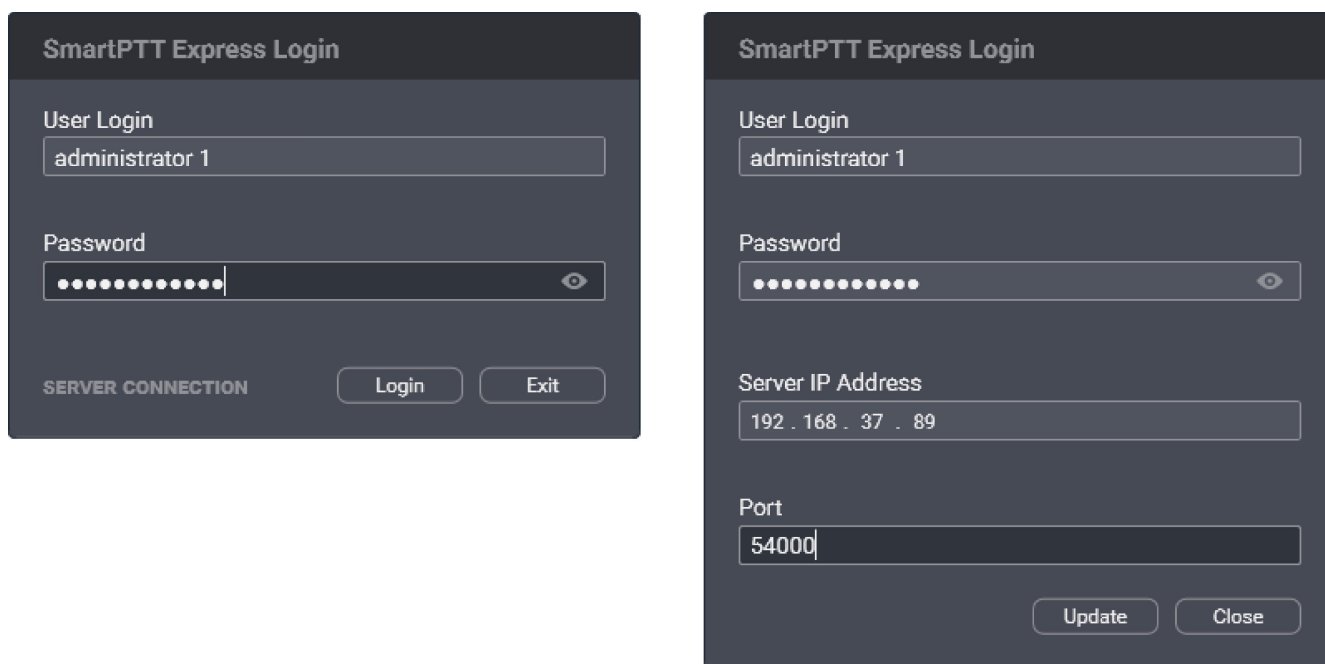 SmartPTT Express Login
User Login
administrator 1
Password
●●●●●●●●●●●●
SERVER CONNECTION
Login
Exit
SmartPTT Express Login
User Login
administrator 1
Password
●●●●●●●●●●●●
Server IP Address
192 . 168 . 37 . 89
Port
54000
Update
Close